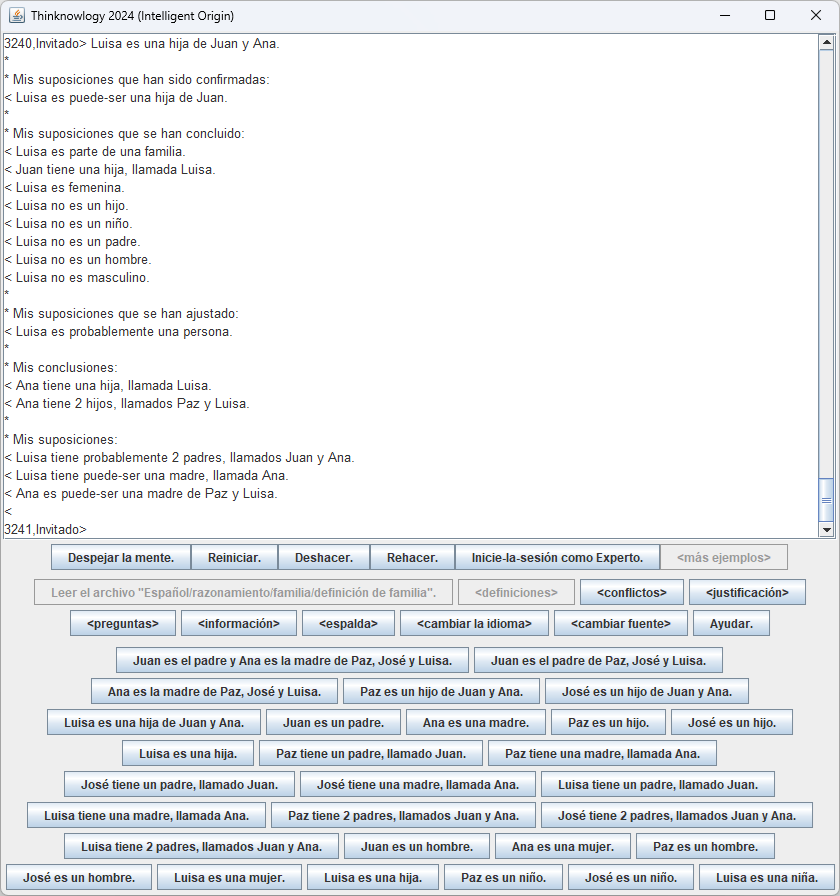 Thinknowlogy 2024 (Intelligent Origin)
3240,Invitado> Luisa es una hija de Juan y Ana.
*
* Mis suposiciones que han sido confirmadas:
< Luisa es puede-ser una hija de Juan.
*
* Mis suposiciones que se han concluido:
< Luisa es parte de una familia.
< Juan tiene una hija, llamada Luisa.
< Luisa es femenina.
< Luisa no es un hijo.
< Luisa no es un niño.
< Luisa no es un padre.
< Luisa no es un hombre.
< Luisa no es masculino.
*
* Mis suposiciones que se han ajustado:
< Luisa es probablemente una persona.
*
* Mis conclusiones:
< Ana tiene una hija, llamada Luisa.
< Ana tiene 2 hijos, llamados Paz y Luisa.
*
* Mis suposiciones:
< Luisa tiene probablemente 2 padres, llamados Juan y Ana.
< Luisa tiene puede-ser una madre, llamada Ana.
< Ana es puede-ser una madre de Paz y Luisa.
<
3241,Invitado>
Despejar la mente. Reiniciar. Deshacer. Rehacer. Inicie-la-sesión como Experto. <más ejemplos>
Leer el archivo "Español/razonamiento/familia/definición de familia". <definiciones> <conflictos> <justificación>
<preguntas> <información> <espalda> <cambiar la idioma> <cambiar fuente> Ayudar.
Juan es el padre y Ana es la madre de Paz, José y Luisa. Juan es el padre de Paz, José y Luisa.
Ana es la madre de Paz, José y Luisa. Paz es un hijo de Juan y Ana. José es un hijo de Juan y Ana.
Luisa es una hija de Juan y Ana. Juan es un padre. Ana es una madre. Paz es un hijo. José es un hijo.
Luisa es una hija. Paz tiene un padre, llamado Juan. Paz tiene una madre, llamada Ana.
José tiene un padre, llamado Juan. José tiene una madre, llamada Ana. Luisa tiene un padre, llamado Juan.
Luisa tiene una madre, llamada Ana. Paz tiene 2 padres, llamados Juan y Ana. José tiene 2 padres, llamados Juan y Ana.
Luisa tiene 2 padres, llamados Juan y Ana. Juan es un hombre. Ana es una mujer. Paz es un hombre.
José es un hombre. Luisa es una mujer. Luisa es una hija. Paz es un niño. José es un niño. Luisa es una niña.